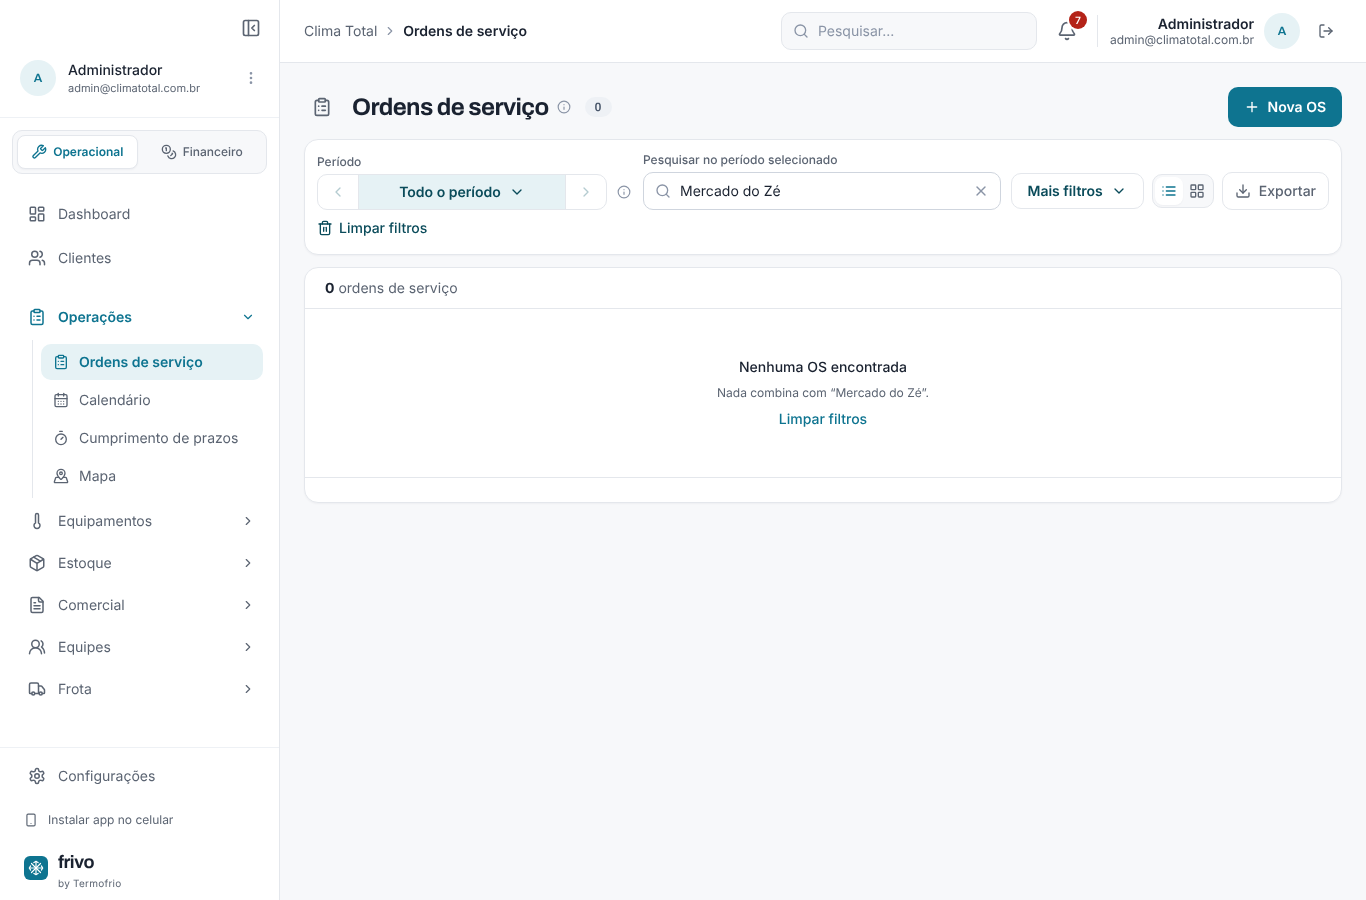 A
Administrador
admin@climatotal.com.br
Operacional
Financeiro
Dashboard
Clientes
Operações
Ordens de serviço
Calendário
Cumprimento de prazos
Mapa
Equipamentos
Estoque
Comercial
Equipes
Frota
Configurações
Instalar app no celular
frivo
by Termofrio
Clima Total > Ordens de serviço
Pesquisar...
7
Administrador
admin@climatotal.com.br
A
Ordens de serviço 0
Nova OS
Período
Todo o período
Pesquisar no período selecionado
Mercado do Zé
Mais filtros
Exportar
Limpar filtros
0 ordens de serviço
Nenhuma OS encontrada
Nada combina com “Mercado do Zé”.
Limpar filtros